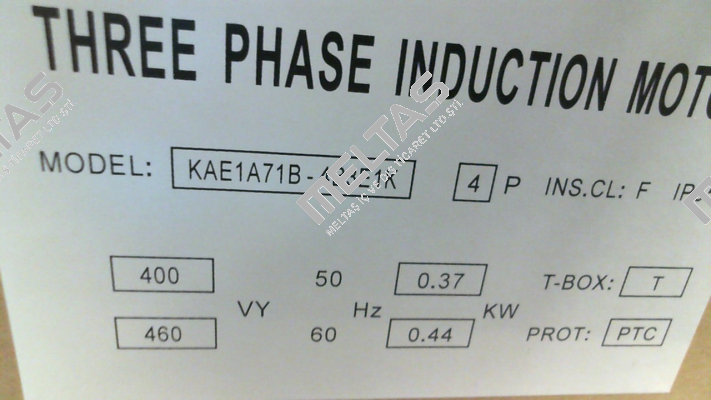 THREE PHASE INDUCTION
MODEL: 4 P INS.CL: F
400 50 0.37 T-BOX: T
VY Hz KW
460 60 0.44 PROT: PTC
MELTAS
MELTAS